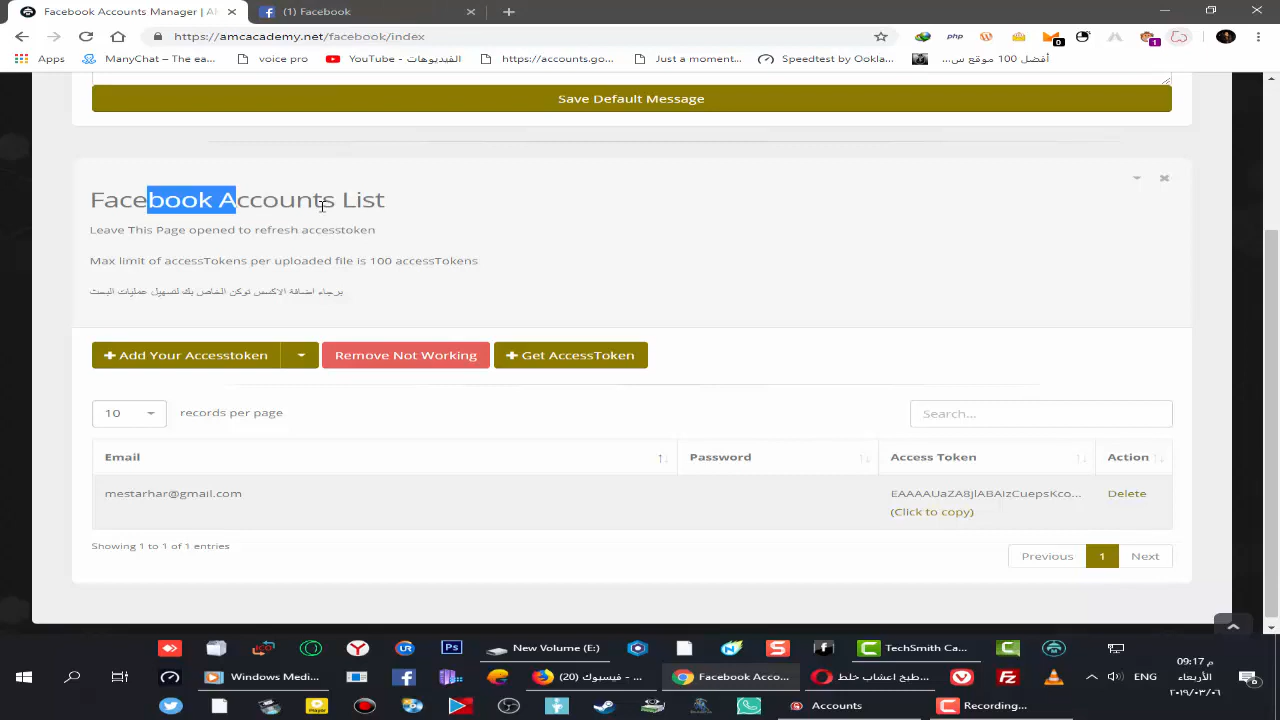 Facebook Accounts Manager | A
(1) Facebook
https://amcacademy.net/facebook/index
php
0
1
Apps
ManyChat – The ea...
voice pro
YouTube - الفيديوهات
https://accounts.go...
Just a moment...
Speedtest by Ookla...
أفضل 100 موقع س...
Save Default Message
Facebook Accounts List
Leave This Page opened to refresh accesstoken
Max limit of accessTokens per uploaded file is 100 accessTokens
برجاء اضافة الاكسس توكن الخاص بك لتسهيل عمليات البحث
Add Your Accesstoken
Remove Not Working
Get AccessToken
10
records per page
Search...
Email
Password
Access Token
Action
mestarhar@gmail.com
EAAAAUaZA8JlABAizCuepsKco...
Delete
(Click to copy)
Showing 1 to 1 of 1 entries
Previous
1
Next
Ps
New Volume (E:)
TechSmith Ca...
Windows Medi...
(20) فيسبوك - ...
Facebook Acco...
طبخ اعشاب خلط...
ENG
09:17 م
الأربعاء
٢٠١٩/٠٣/٠٦
Accounts
Recording...